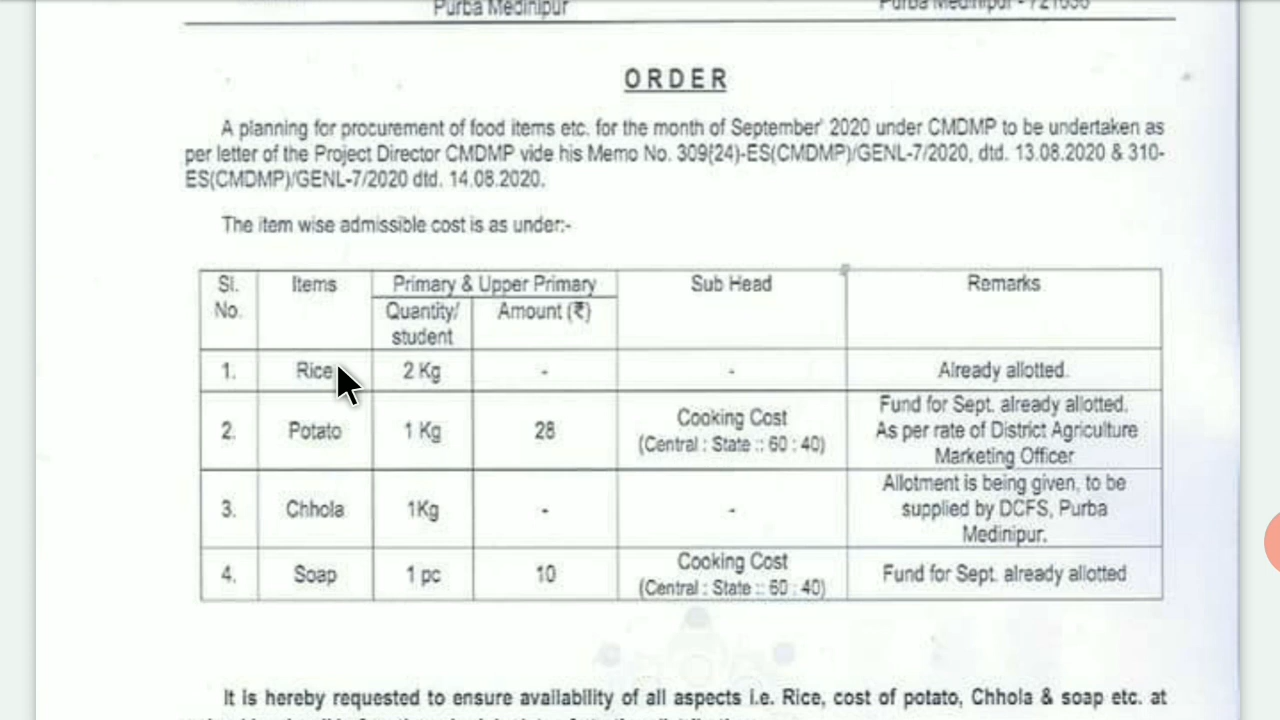 Purba Medinipur
Purba Medinipur - 721636
ORDER
A planning for procurement of food items etc. for the month of September' 2020 under CMDMP to be undertaken as
per letter of the Project Director CMDMP vide his Memo No. 309(24)-ES(CMDMP)/GENL-7/2020, dtd. 13.08.2020 & 310-
ES(CMDMP)/GENL-7/2020 dtd. 14.08.2020.
The item wise admissible cost is as under:-
Sl. No. Items Primary & Upper Primary Sub Head Remarks
Quantity/ student Amount (₹)
1. Rice 2 Kg - - Already allotted.
2. Potato 1 Kg 28 Cooking Cost (Central : State :: 60 : 40) Fund for Sept. already allotted. As per rate of District Agriculture Marketing Officer
3. Chhola 1Kg - - Allotment is being given, to be supplied by DCFS, Purba Medinipur.
4. Soap 1 pc 10 Cooking Cost (Central : State :: 60 : 40) Fund for Sept. already allotted
It is hereby requested to ensure availability of all aspects i.e. Rice, cost of potato, Chhola & soap etc. at